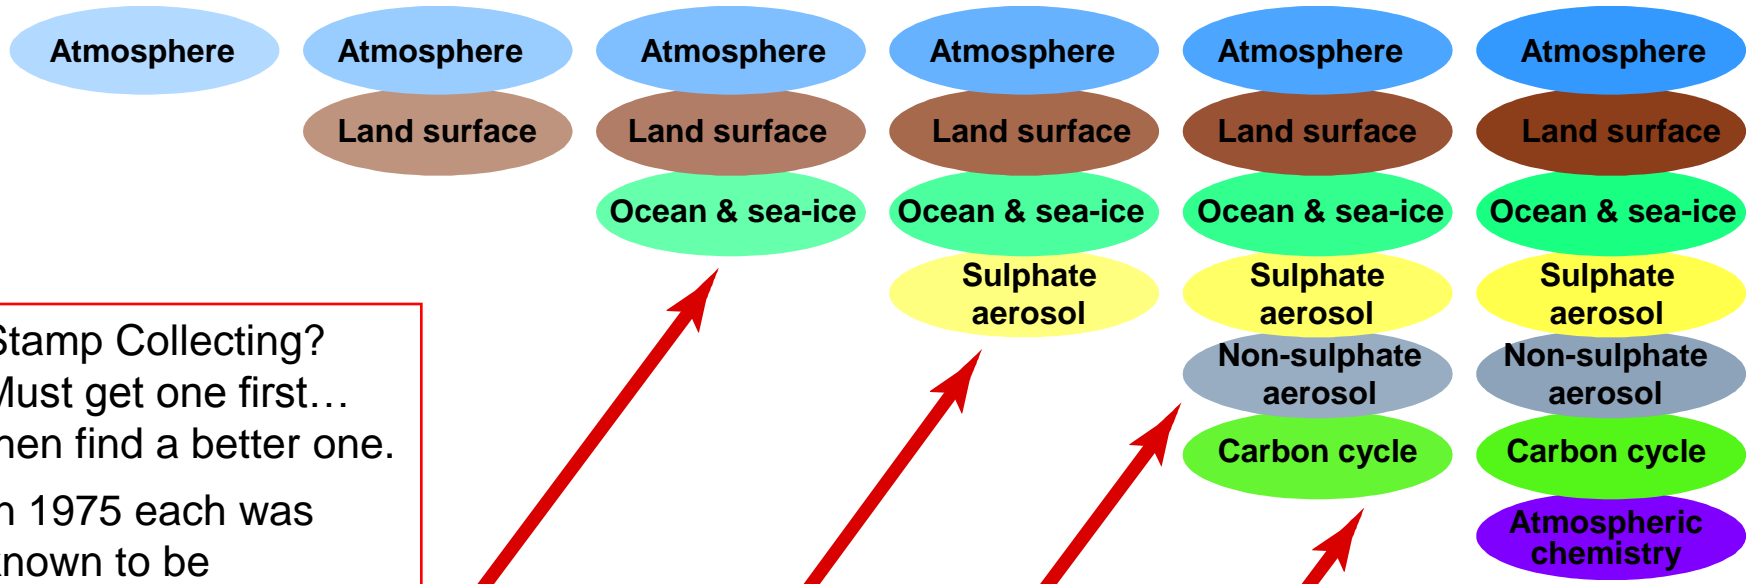 Atmosphere Atmosphere Atmosphere Atmosphere Atmosphere Atmosphere
Land surface Land surface Land surface Land surface Land surface
Ocean & sea-ice Ocean & sea-ice Ocean & sea-ice Ocean & sea-ice
Sulphate aerosol Sulphate aerosol Sulphate aerosol
Non-sulphate aerosol Non-sulphate aerosol
Carbon cycle Carbon cycle
Atmospheric chemistry
Stamp Collecting?
Must get one first…
then find a better one.
In 1975 each was
known to be